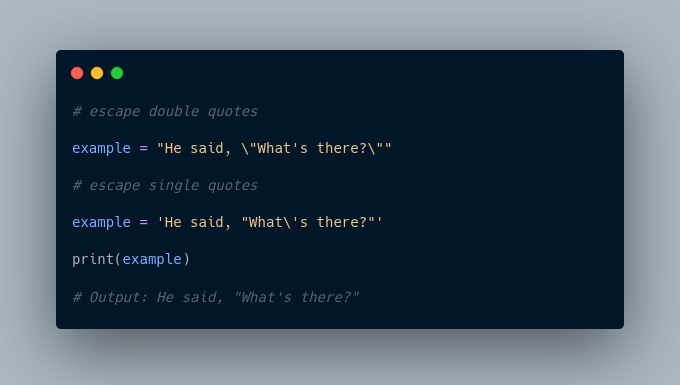 # escape double quotes
example = "He said, \"What's there?\""
# escape single quotes
example = 'He said, "What\'s there?"'
print(example)
# Output: He said, "What's there?"